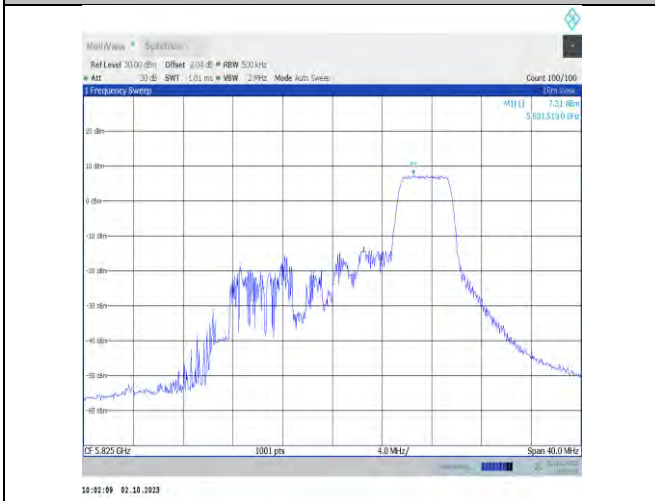 MultiView Spectrum
Ref Level 30.00 dBm Offset 2.04 dB RBW 500 kHz
Att 30 dB SWT 1.01 ms VBW 2 MHz Mode Auto Sweep Count 100/100
1 Frequency Sweep 1Rm View
M1[1] 7.31 dBm
20 dBm
10 dBm
M1
0 dBm
-10 dBm
-20 dBm
-30 dBm
-40 dBm
-50 dBm
-60 dBm
CF 5.825 GHz 1001 pts 4.0 MHz/ Span 40.0 MHz
10:02:09 02.10.2023